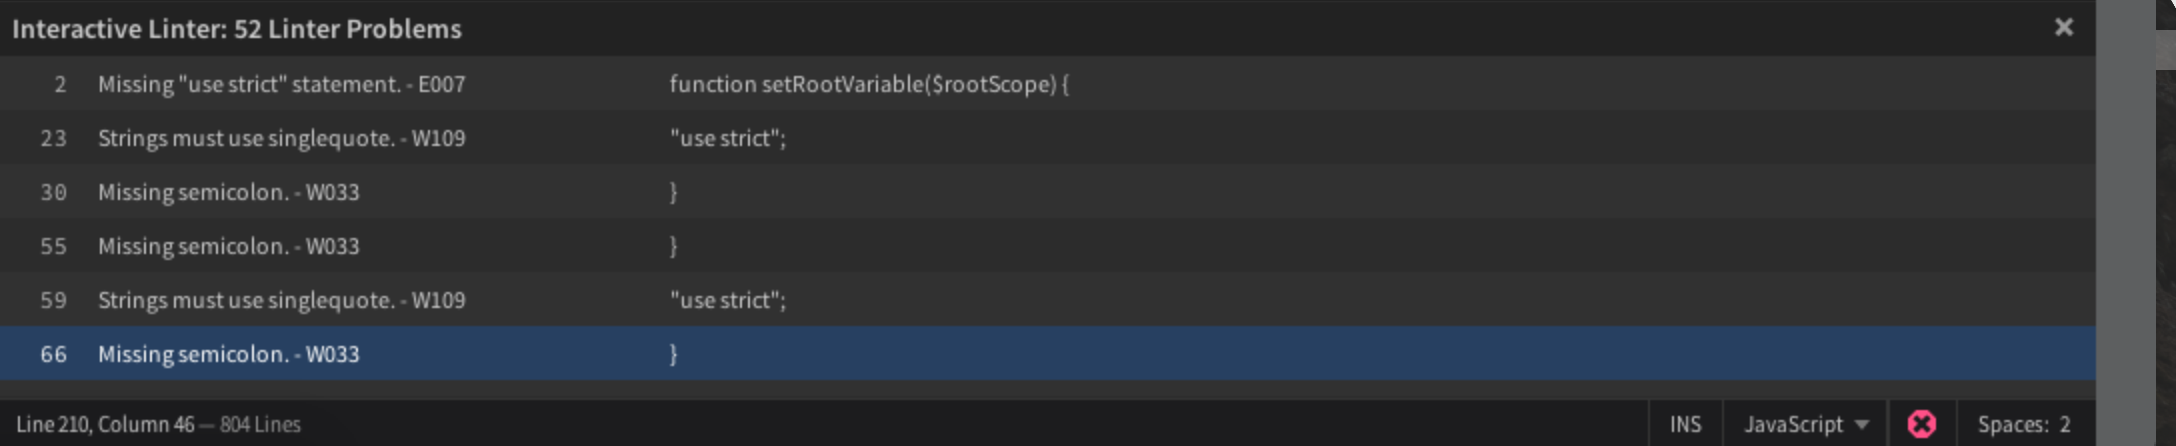 Interactive Linter: 52 Linter Problems
2 Missing "use strict" statement. - E007 function setRootVariable($rootScope) {
23 Strings must use singlequote. - W109 "use strict";
30 Missing semicolon. - W033 }
55 Missing semicolon. - W033 }
59 Strings must use singlequote. - W109 "use strict";
66 Missing semicolon. - W033 }
Line 210, Column 46 — 804 Lines INS JavaScript Spaces: 2